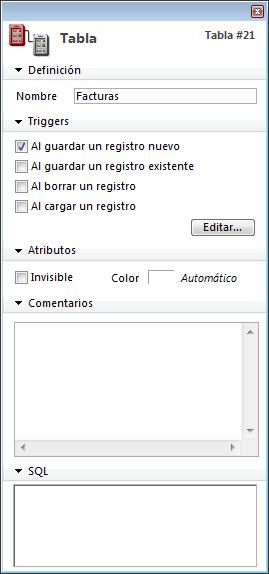 Tabla
Tabla #21
Definición
Nombre Facturas
Triggers
Al guardar un registro nuevo
Al guardar un registro existente
Al borrar un registro
Al cargar un registro
Editar...
Atributos
Invisible Color Automático
Comentarios
SQL